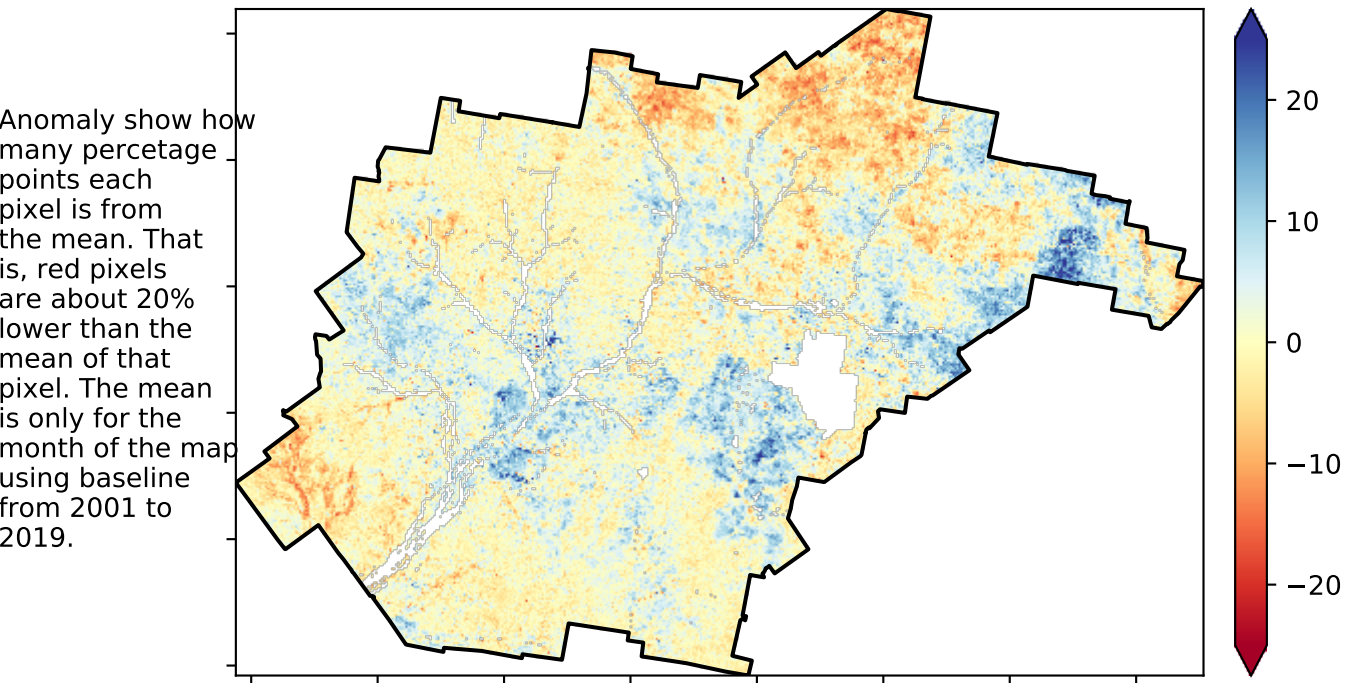 Anomaly show how
many percetage
points each
pixel is from
the mean. That
is, red pixels
are about 20%
lower than the
mean of that
pixel. The mean
is only for the
month of the map
using baseline
from 2001 to
2019.
20
10
0
−10
−20